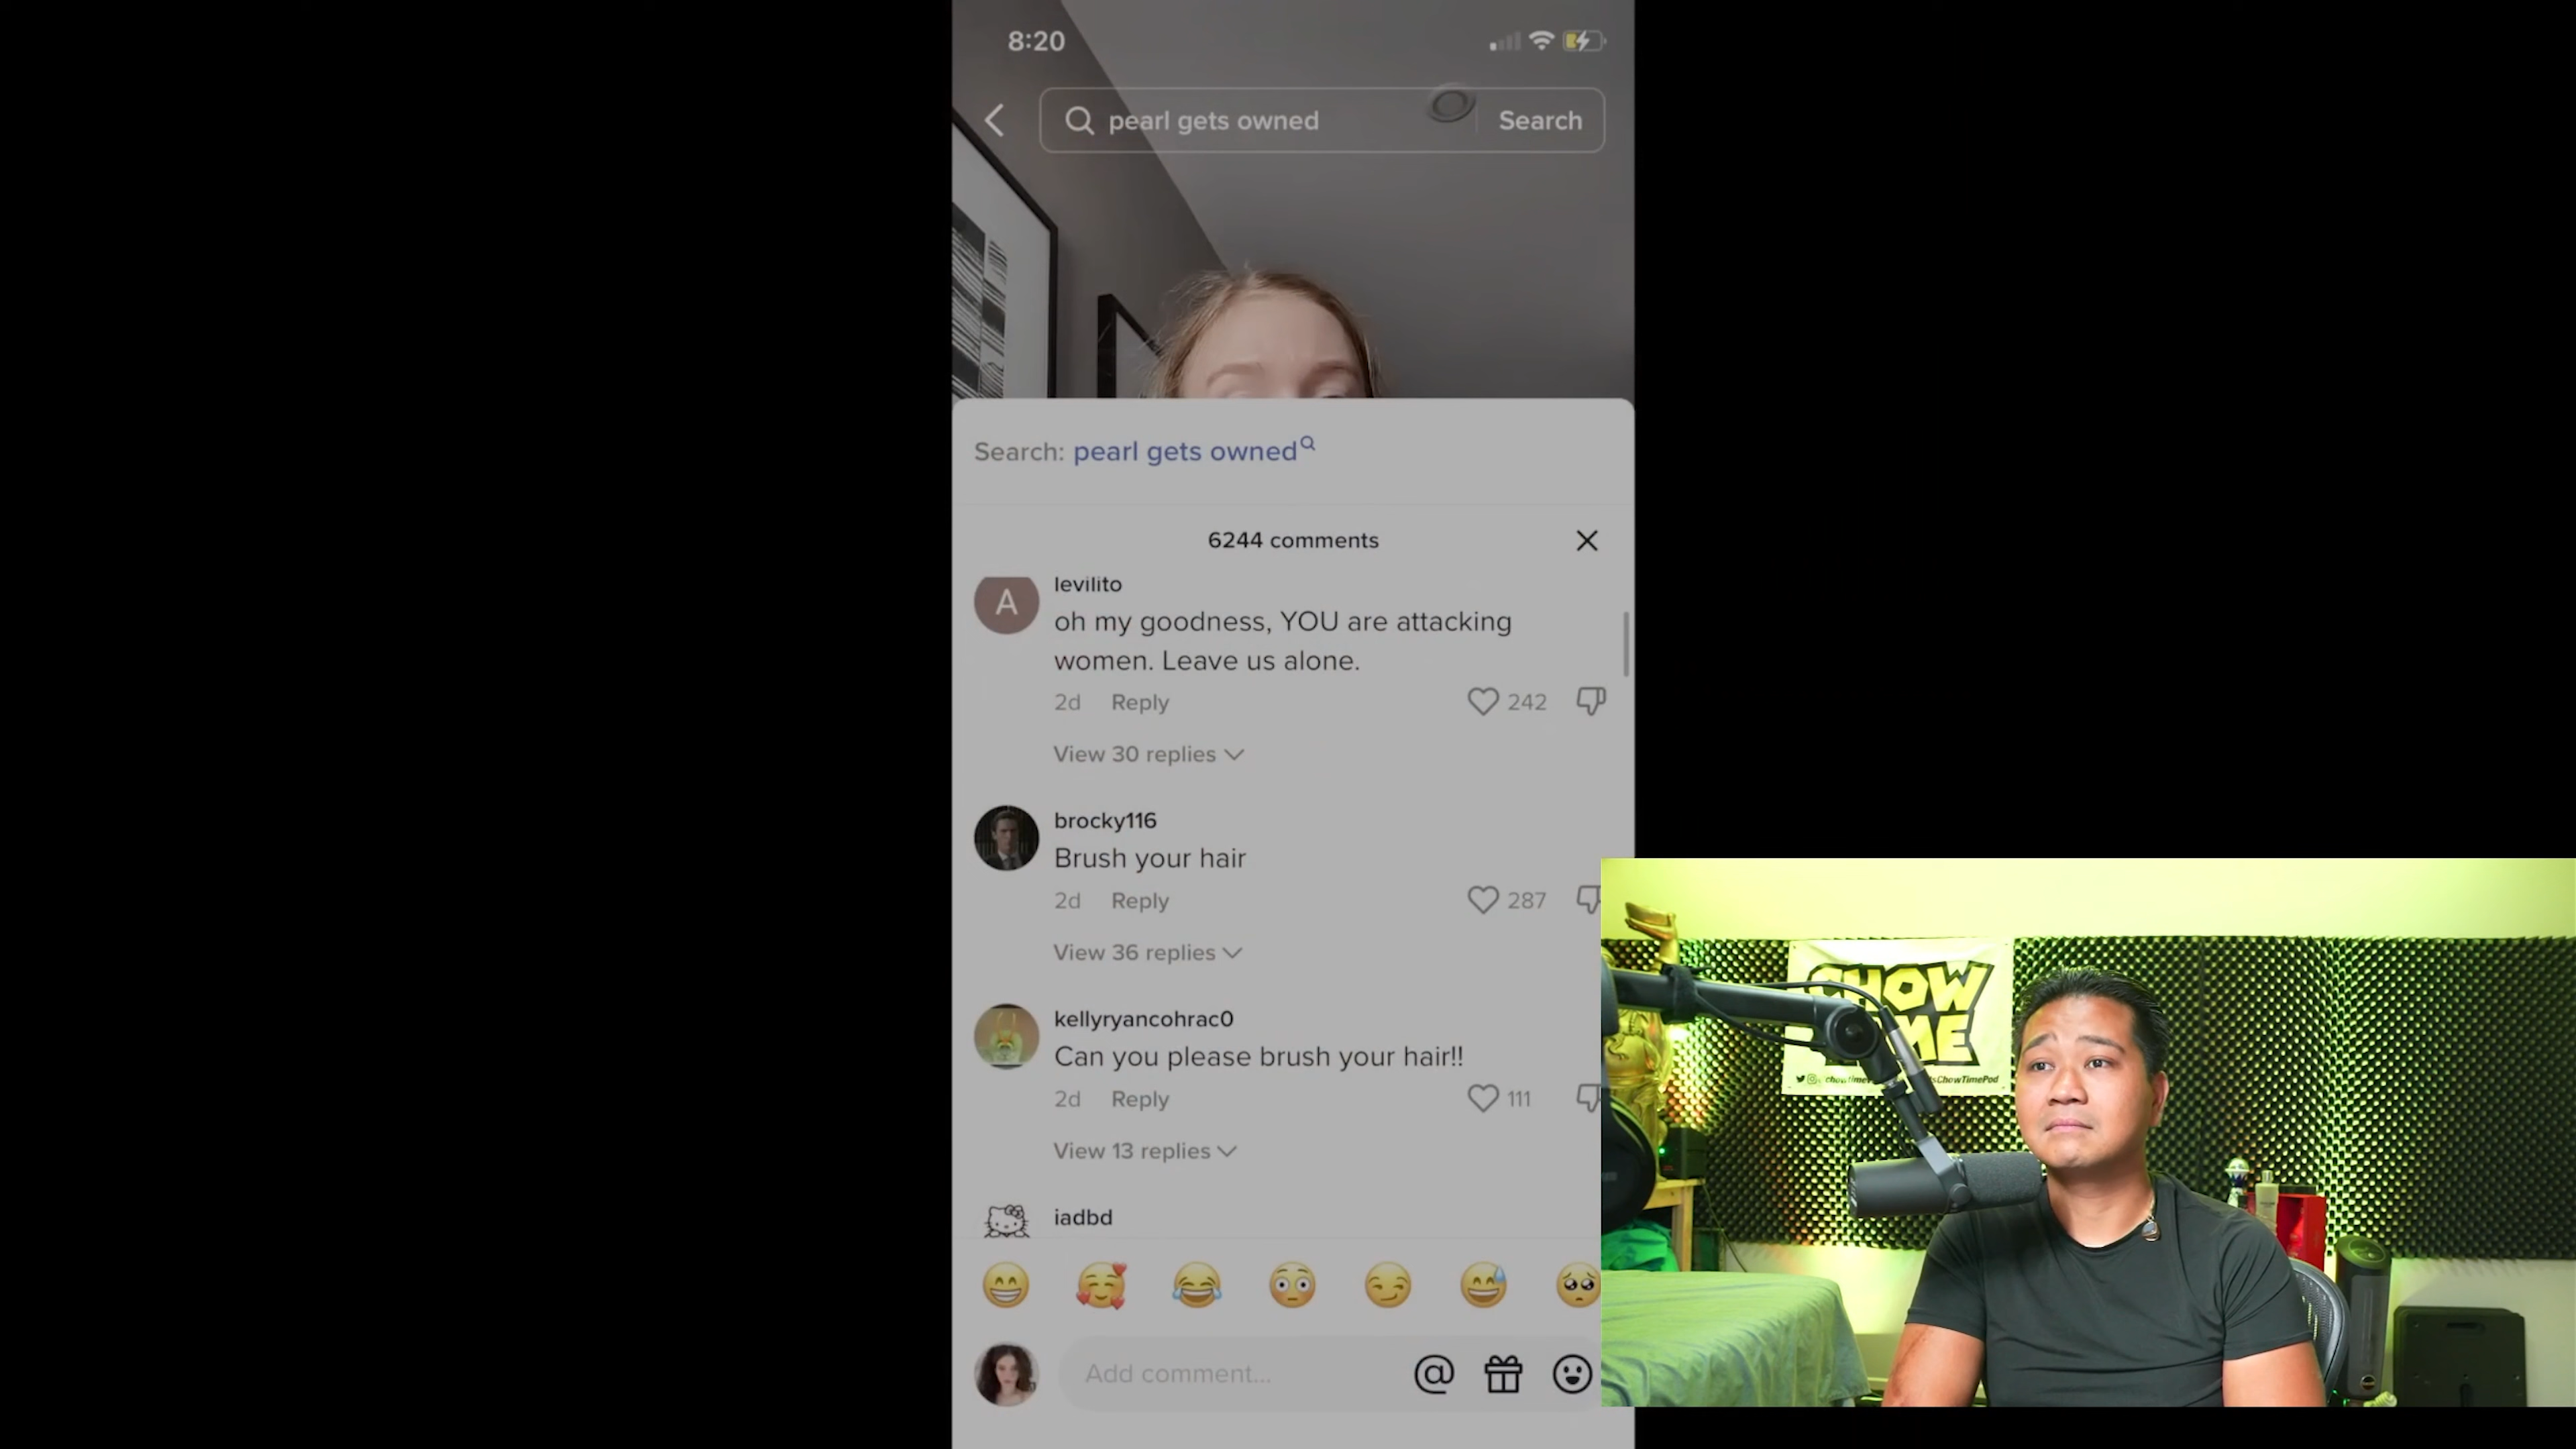 8:20
pearl gets owned
Search
Search: pearl gets owned
6244 comments
A
levilito
oh my goodness, YOU are attacking
women. Leave us alone.
2d Reply 242
View 30 replies
brocky116
Brush your hair
2d Reply 287
View 36 replies
kellyryancohrac0
Can you please brush your hair!!
2d Reply 111
View 13 replies
iadbd
Add comment...
@
CHOW
sChowTimePod